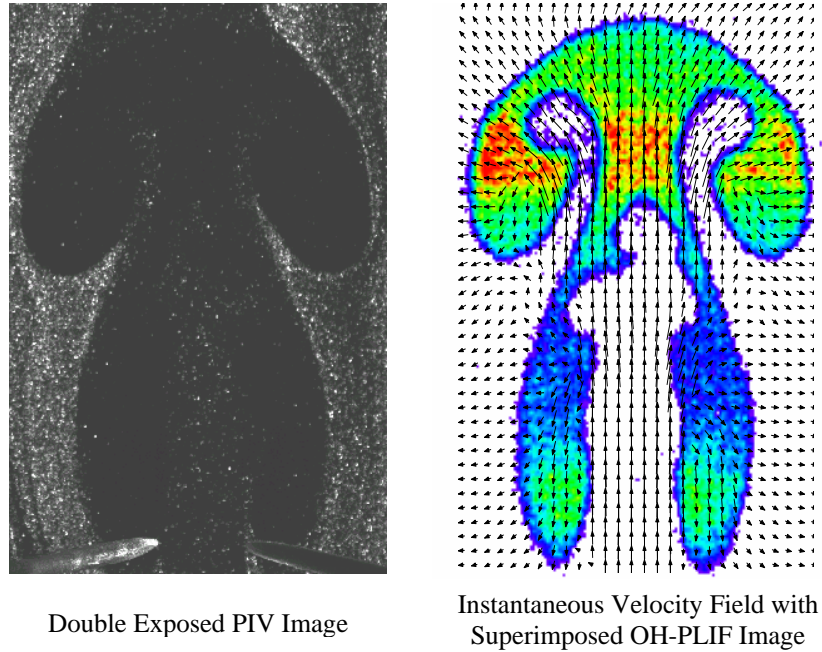 Double Exposed PIV Image
Instantaneous Velocity Field with
Superimposed OH-PLIF Image